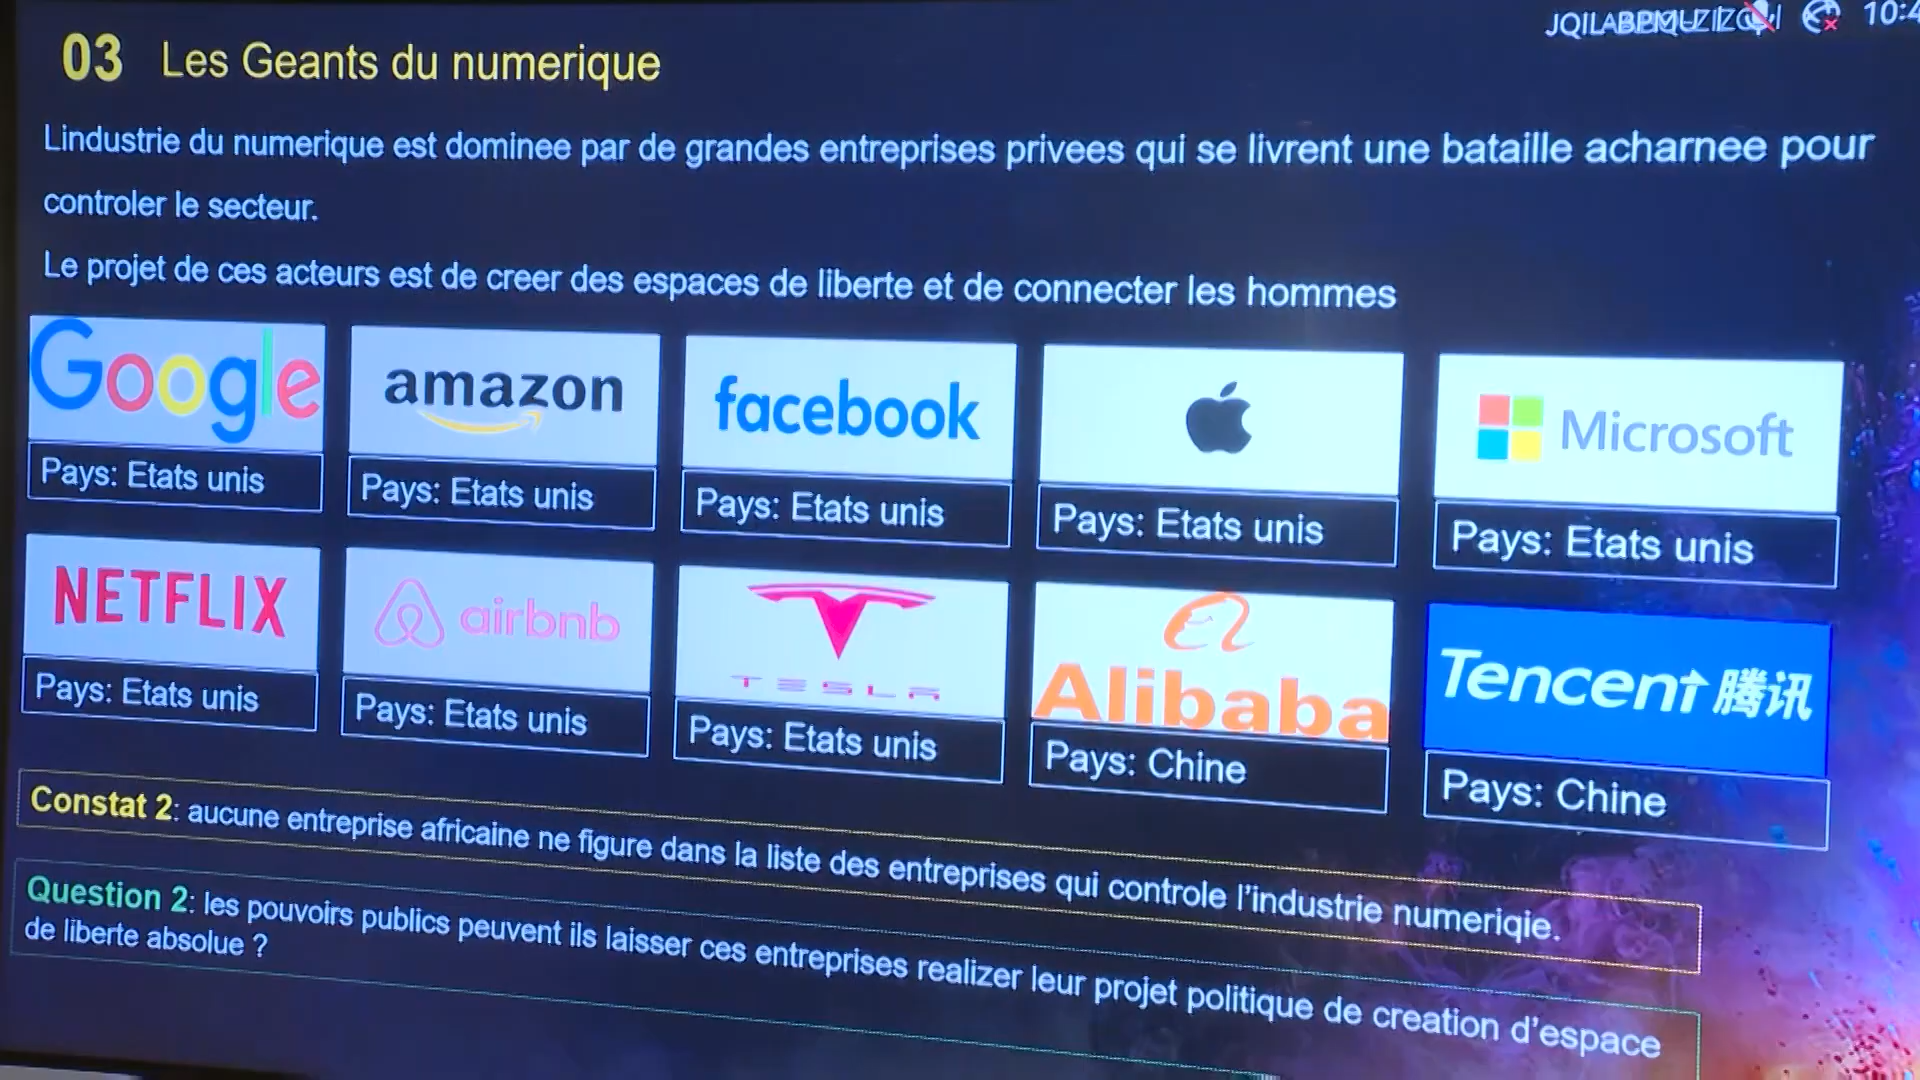 03 Les Geants du numerique
Lindustrie du numerique est dominee par de grandes entreprises privees qui se livrent une bataille acharnee pour
controler le secteur.
Le projet de ces acteurs est de creer des espaces de liberte et de connecter les hommes
Google
amazon
facebook
Microsoft
Pays: Etats unis
Pays: Etats unis
Pays: Etats unis
Pays: Etats unis
Pays: Etats unis
NETFLIX
airbnb
TESLA
Alibaba
Tencent 腾讯
Pays: Etats unis
Pays: Etats unis
Pays: Etats unis
Pays: Chine
Pays: Chine
Constat 2: aucune entreprise africaine ne figure dans la liste des entreprises qui controle l'industrie numeriqie.
Question 2: les pouvoirs publics peuvent ils laisser ces entreprises realizer leur projet politique de creation d'espace
de liberte absolue ?